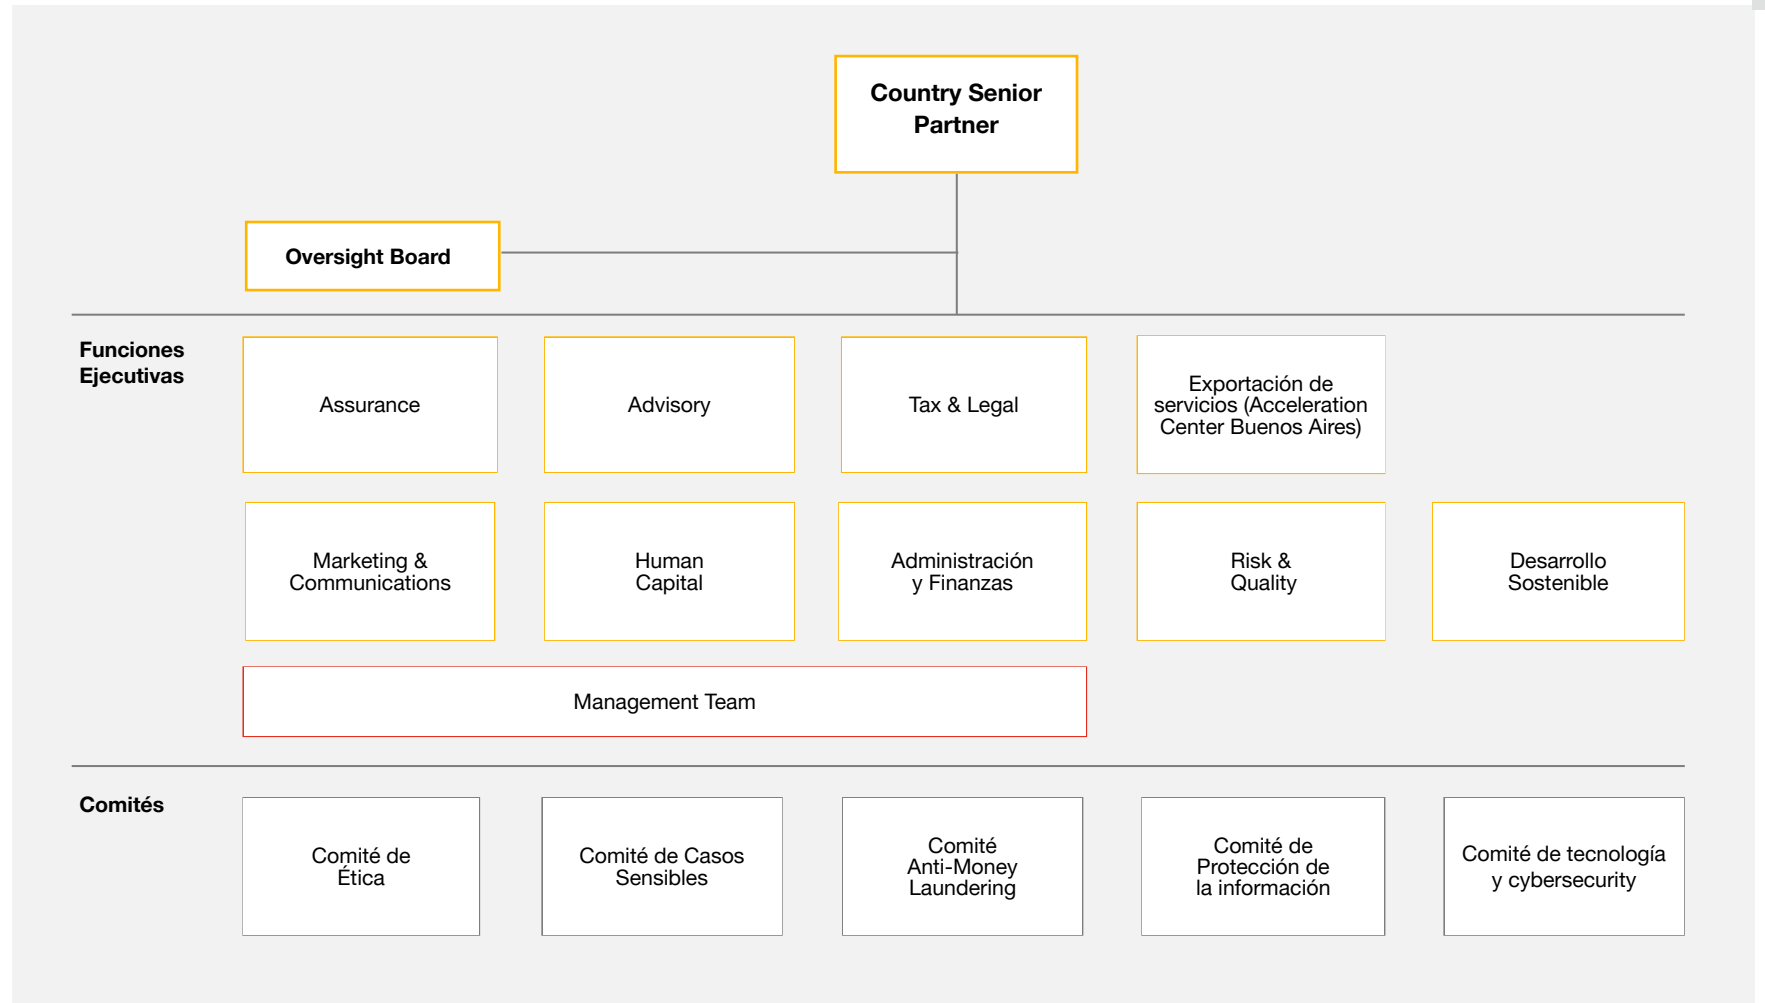 Country Senior
Partner
Oversight Board
Funciones
Ejecutivas
Assurance
Advisory
Tax & Legal
Exportación de
servicios (Acceleration
Center Buenos Aires)
Marketing &
Communications
Human
Capital
Administración
y Finanzas
Risk &
Quality
Desarrollo
Sostenible
Management Team
Comités
Comité de
Ética
Comité de Casos
Sensibles
Comité
Anti-Money
Laundering
Comité de
Protección de
la información
Comité de tecnología
y cybersecurity